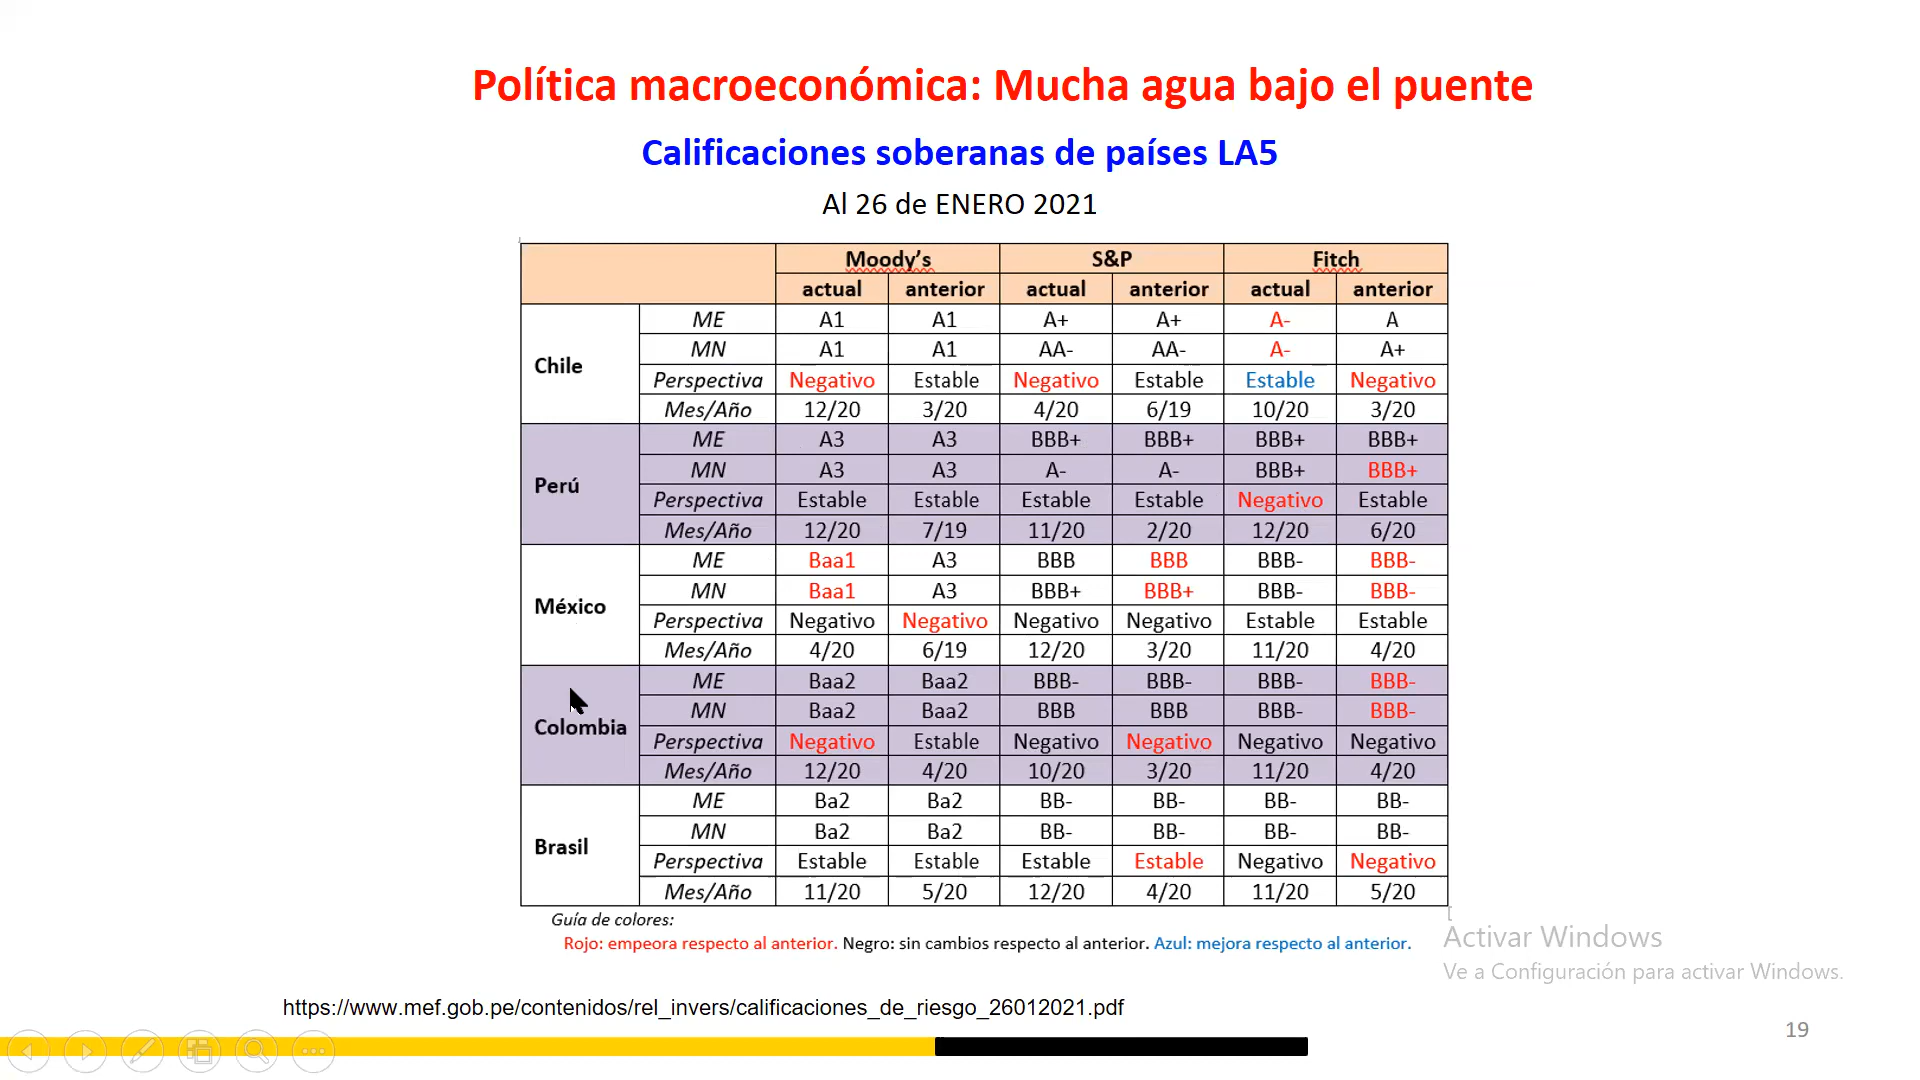 Política macroeconómica: Mucha agua bajo el puente
Calificaciones soberanas de países LA5
Al 26 de ENERO 2021
Moody's S&P Fitch
actual anterior actual anterior actual anterior
Chile
ME A1 A1 A+ A+ A- A
MN A1 A1 AA- AA- A- A+
Perspectiva Negativo Estable Negativo Estable Estable Negativo
Mes/Año 12/20 3/20 4/20 6/19 10/20 3/20
Perú
ME A3 A3 BBB+ BBB+ BBB+ BBB+
MN A3 A3 A- A- BBB+ BBB+
Perspectiva Estable Estable Estable Estable Negativo Estable
Mes/Año 12/20 7/19 11/20 2/20 12/20 6/20
México
ME Baa1 A3 BBB BBB BBB- BBB-
MN Baa1 A3 BBB+ BBB+ BBB- BBB-
Perspectiva Negativo Negativo Negativo Negativo Estable Estable
Mes/Año 4/20 6/19 12/20 3/20 11/20 4/20
Colombia
ME Baa2 Baa2 BBB- BBB- BBB- BBB-
MN Baa2 Baa2 BBB BBB BBB- BBB-
Perspectiva Negativo Estable Negativo Negativo Negativo Negativo
Mes/Año 12/20 4/20 10/20 3/20 11/20 4/20
Brasil
ME Ba2 Ba2 BB- BB- BB- BB-
MN Ba2 Ba2 BB- BB- BB- BB-
Perspectiva Estable Estable Estable Estable Negativo Negativo
Mes/Año 11/20 5/20 12/20 4/20 11/20 5/20
Guía de colores:
Rojo: empeora respecto al anterior. Negro: sin cambios respecto al anterior. Azul: mejora respecto al anterior.
Activar Windows
Ve a Configuración para activar Windows.
https://www.mef.gob.pe/contenidos/rel_invers/calificaciones_de_riesgo_26012021.pdf
19